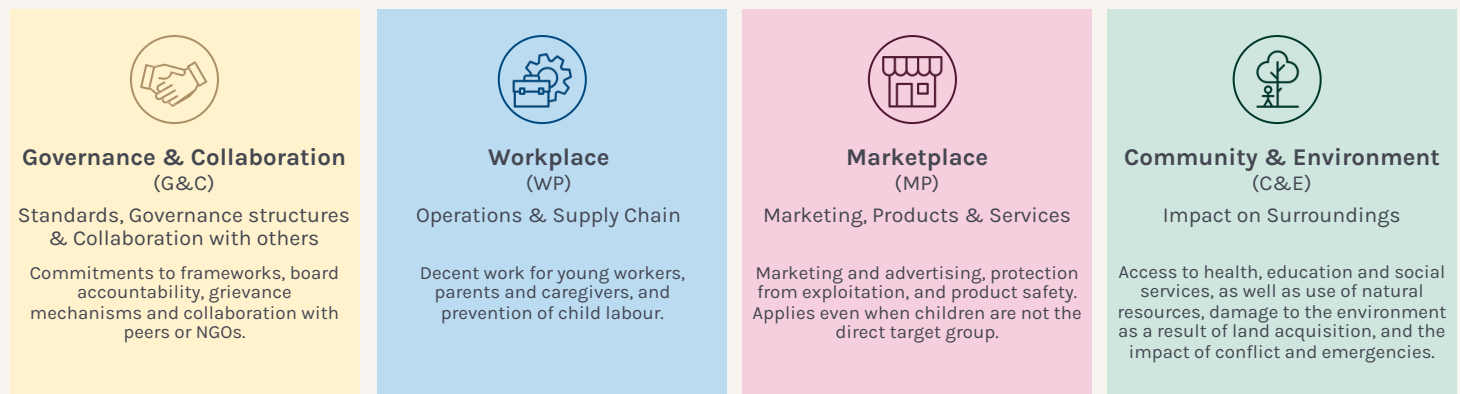 Governance & Collaboration
(G&C)
Standards, Governance structures
& Collaboration with others
Commitments to frameworks, board
accountability, grievance
mechanisms and collaboration with
peers or NGOs.
Workplace
(WP)
Operations & Supply Chain
Decent work for young workers,
parents and caregivers, and
prevention of child labour.
Marketplace
(MP)
Marketing, Products & Services
Marketing and advertising, protection
from exploitation, and product safety.
Applies even when children are not the
direct target group.
Community & Environment
(C&E)
Impact on Surroundings
Access to health, education and social
services, as well as use of natural
resources, damage to the environment
as a result of land acquisition, and the
impact of conflict and emergencies.